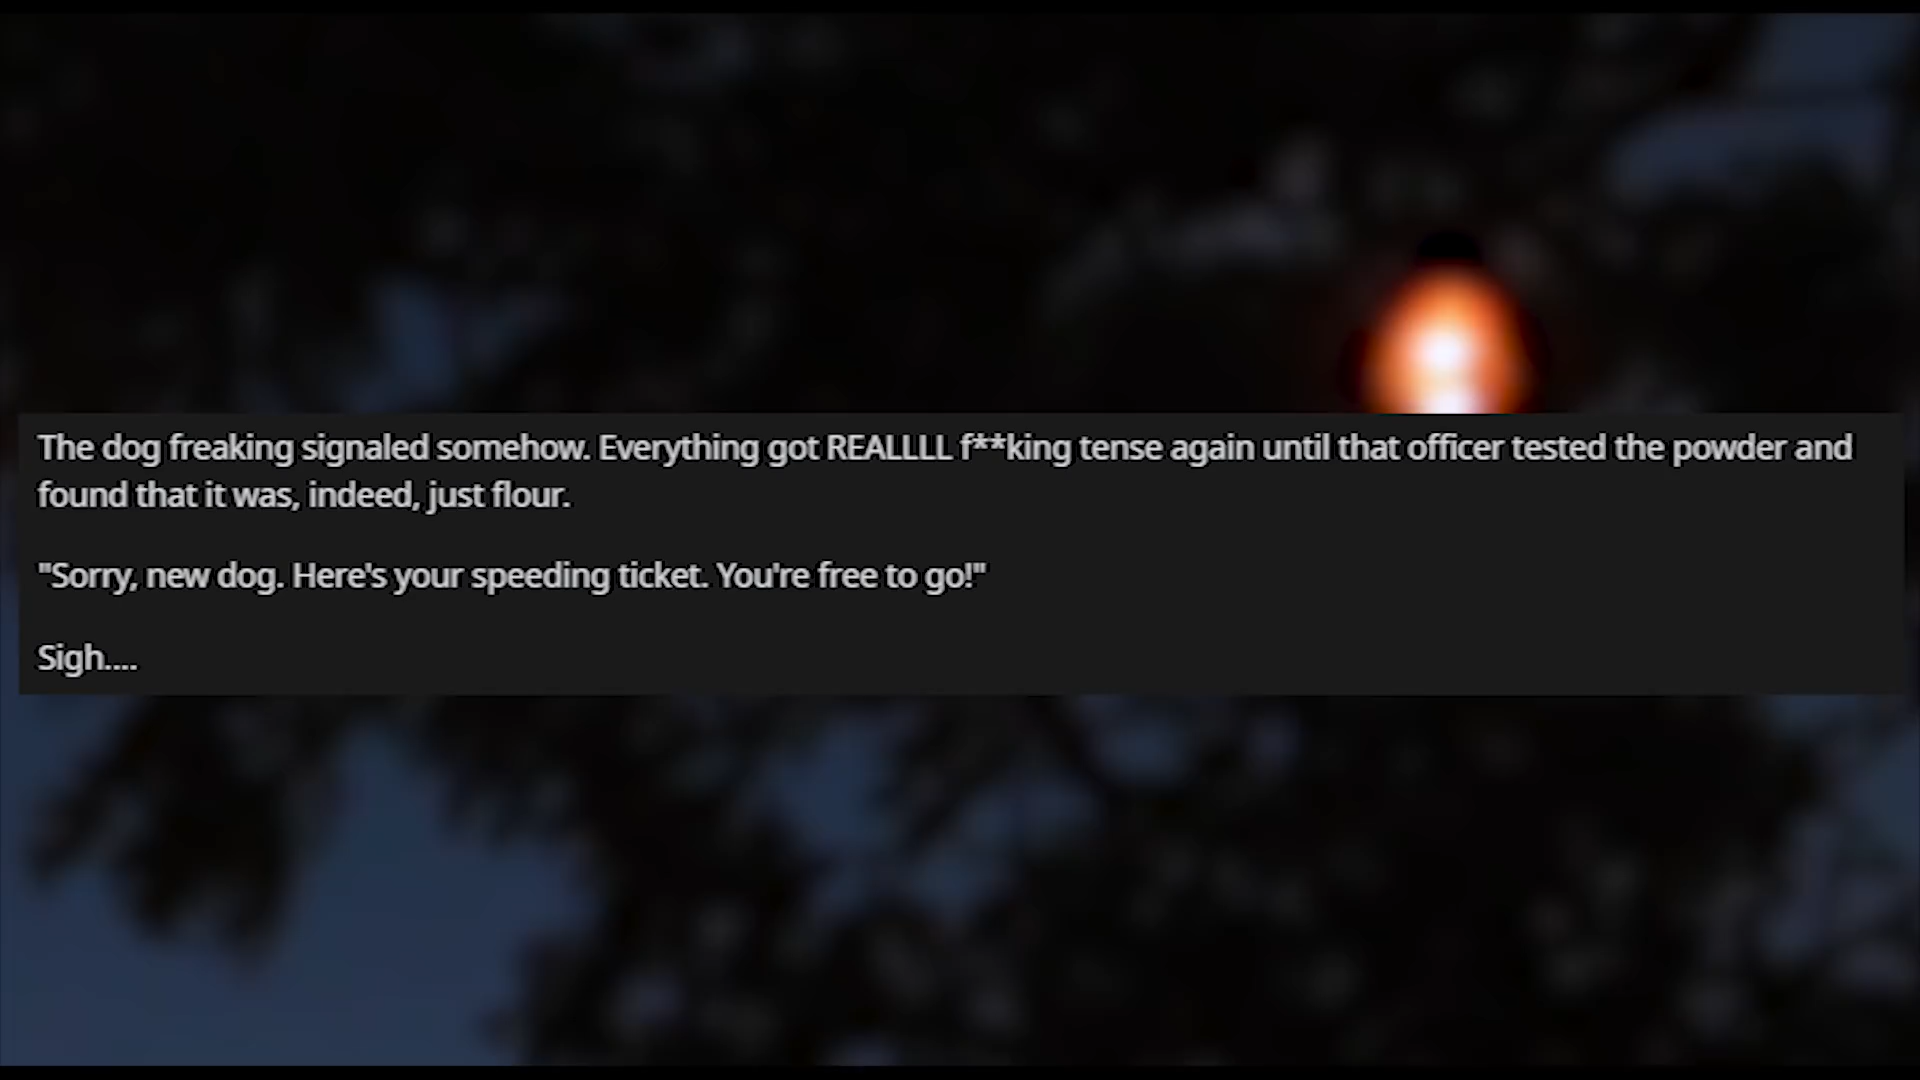 The dog freaking signaled somehow. Everything got REALLLL f**king tense again until that officer tested the powder and
found that it was, indeed, just flour.
"Sorry, new dog. Here's your speeding ticket. You're free to go!"
Sigh....